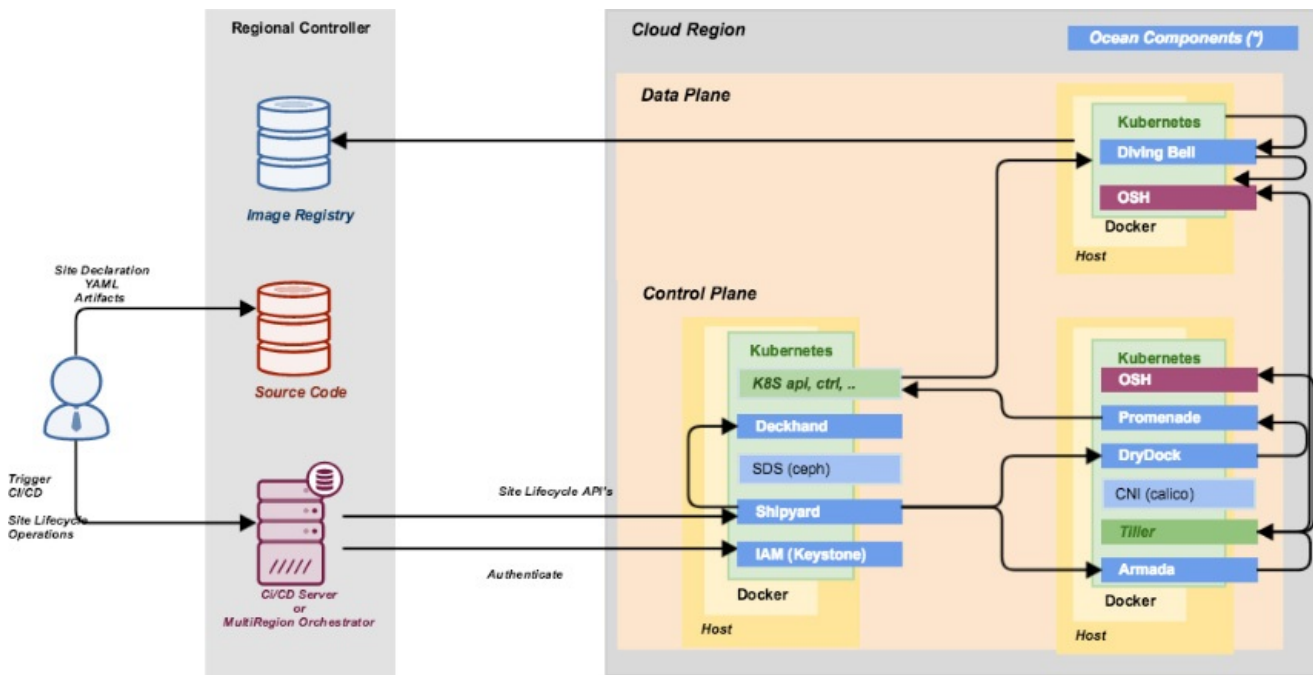 Regional Controller
Image Registry
Source Code
CI/CD Server
or
MultiRegion Orchestrator
Site Declaration
YAML
Artifacts
Trigger
CI/CD
Site Lifecycle
Operations
Site Lifecycle API's
Authenticate
Cloud Region
Ocean Components (*)
Data Plane
Kubernetes
Diving Bell
OSH
Docker
Host
Control Plane
Kubernetes
K8S api, ctrl, ..
Deckhand
SDS (ceph)
Shipyard
IAM (Keystone)
Docker
Host
Kubernetes
OSH
Promenade
DryDock
CNI (calico)
Tiller
Armada
Docker
Host